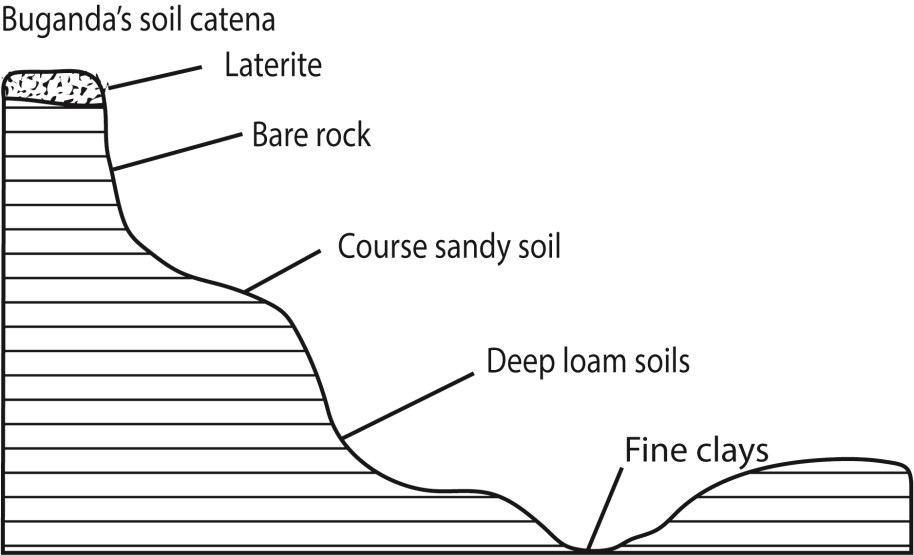 Buganda's soil catena
Laterite
Bare rock
Course sandy soil
Deep loam soils
Fine clays